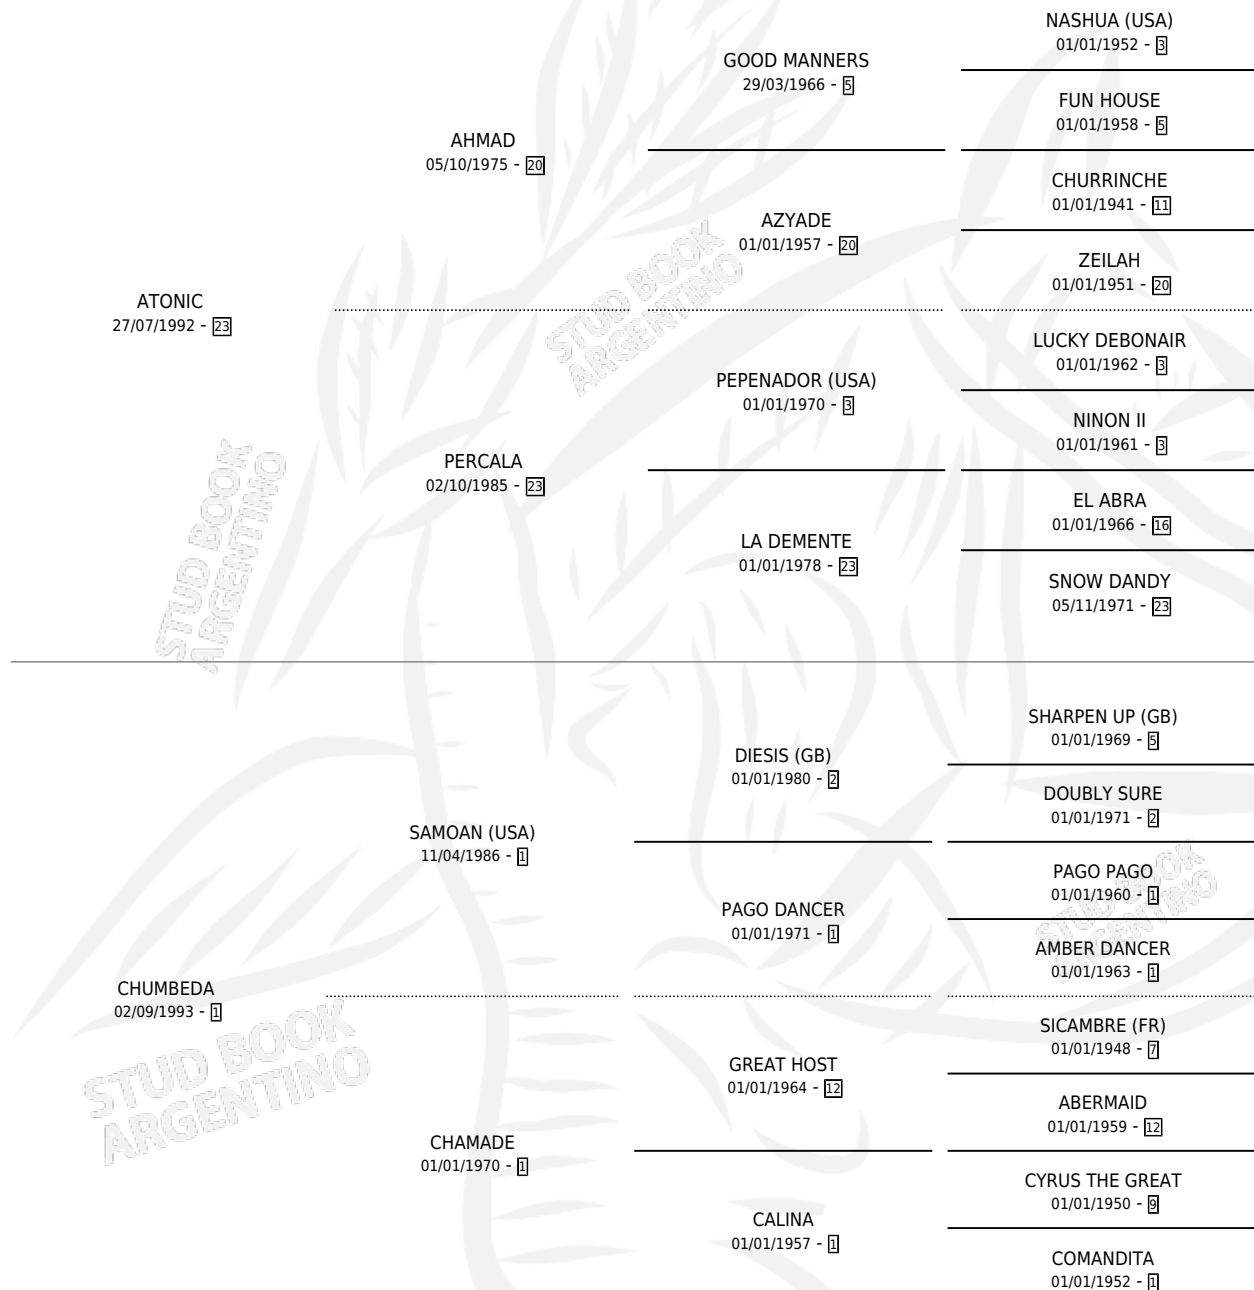 NASHUA (USA)
01/01/1952 - 3
GOOD MANNERS
29/03/1966 - 5
FUN HOUSE
01/01/1958 - 5
AHMAD
05/10/1975 - 20
CHURRINCHE
01/01/1941 - 11
AZYADE
01/01/1957 - 20
ZEILAH
01/01/1951 - 20
ATONIC
27/07/1992 - 23
STUD BOOK
ARGENTINO
LUCKY DEBONAIR
01/01/1962 - 3
PEPENADOR (USA)
01/01/1970 - 3
NINON II
01/01/1961 - 3
PERCALA
02/10/1985 - 23
EL ABRA
01/01/1966 - 16
LA DEMENTE
01/01/1978 - 23
SNOW DANDY
05/11/1971 - 23
STUD BOOK
ARGENTINO
SHARPEN UP (GB)
01/01/1969 - 5
DIESIS (GB)
01/01/1980 - 2
DOUBLY SURE
01/01/1971 - 2
SAMOAN (USA)
11/04/1986 - 1
PAGO PAGO
01/01/1960 - 1
PAGO DANCER
01/01/1971 - 1
STUD BOOK
ARGENTINO
AMBER DANCER
01/01/1963 - 1
CHUMBEDA
02/09/1993 - 1
STUD BOOK
ARGENTINO
SICAMBRE (FR)
01/01/1948 - 7
GREAT HOST
01/01/1964 - 12
ABERMAID
01/01/1959 - 12
CHAMADE
01/01/1970 - 1
CYRUS THE GREAT
01/01/1950 - 9
CALINA
01/01/1957 - 1
COMANDITA
01/01/1952 - 1